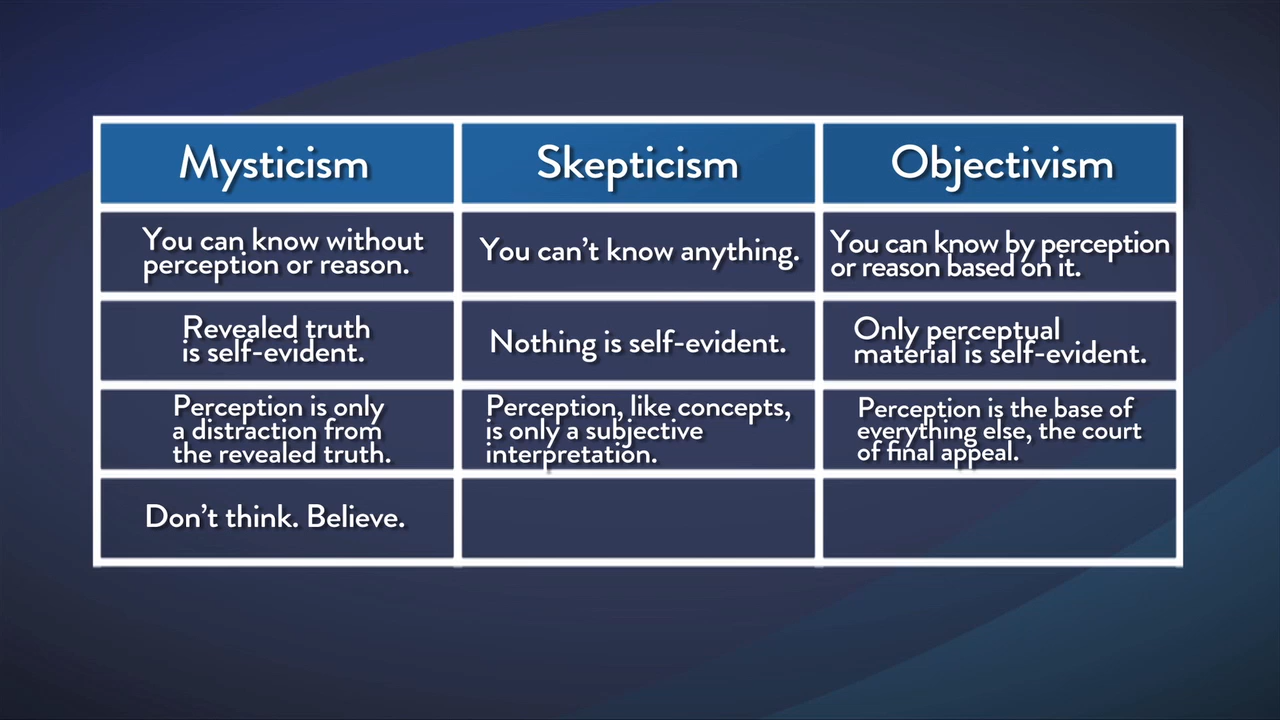 Mysticism
Skepticism
Objectivism
You can know without
perception or reason.
You can't know anything.
You can know by perception
or reason based on it.
Revealed truth
is self-evident.
Nothing is self-evident.
Only perceptual
material is self-evident.
Perception is only
a distraction from
the revealed truth.
Perception, like concepts,
is only a subjective
interpretation.
Perception is the base of
everything else, the court
of final appeal.
Don't think. Believe.